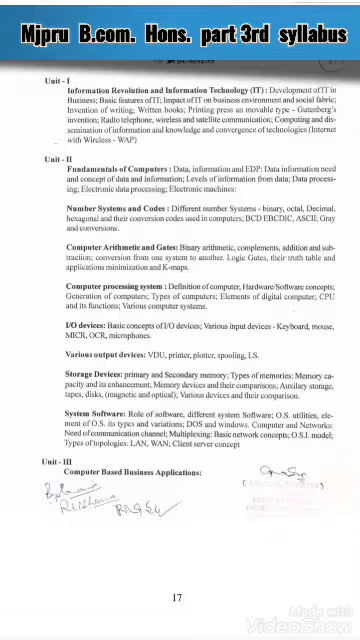 Mjpru B.com. Hons. part 3rd syllabus
BUSINESS
Unit - I
Information Revolution and Information Technology (IT) : Development of IT in
Business; Basic features of IT; Impact of IT on business environment and social fabric;
Invention of writing; Written books; Printing press an movable type - Gutenberg's
invention; Radio telephone, wireless and satellite communication; Computing and dis-
semination of information and knowledge and convergence of technologies (Internet
with Wireless - WAP)
Unit - II
Fundamentals of Computers: Data, information and EDP: Data information need
and concept of data and information; Levels of information from data; Data process-
ing; Electronic data processing; Electronic machines:
Number Systems and Codes : Different number Systems - binary, octal, Decimal,
hexagonal and their conversion codes used in computers; BCD EBCDIC, ASCII; Gray
and conversions.
Computer Arithmetic and Gates: Binary arithmetic, complements, addition and sub-
traction; conversion from one system to another. Logic Gates, their truth table and
applications minimization and K-maps.
Computer processing system : Definition of computer, Hardware/Software concepts;
Generation of computers; Types of computers; Elements of digital computer; CPU
and its functions; Various computer systems.
I/O devices: Basic concepts of I/O devices; Various input devices - Keyboard, mouse,
MICR, OCR, microphones.
Various output devices: VDU, printer, plotter, spooling, LS.
Storage Devices: primary and Secondary memory; Types of memories; Memory ca-
pacity and its enhancement; Memory devices and their comparisons; Auxilary storage,
tapes, disks, (magnetic and optical); Various devices and their comparison.
System Software: Role of software, different system Software; O.S. utilities, ele-
ment of O.S. its types and variations; DOS and windows. Computer and Networks:
Need of communication channel; Multiplexing; Basic network concepts; O.S.I. model;
Types of topologies: LAN, WAN; Client server concept
Unit - III
Computer Based Business Applications:
17
Made with
VideoShow